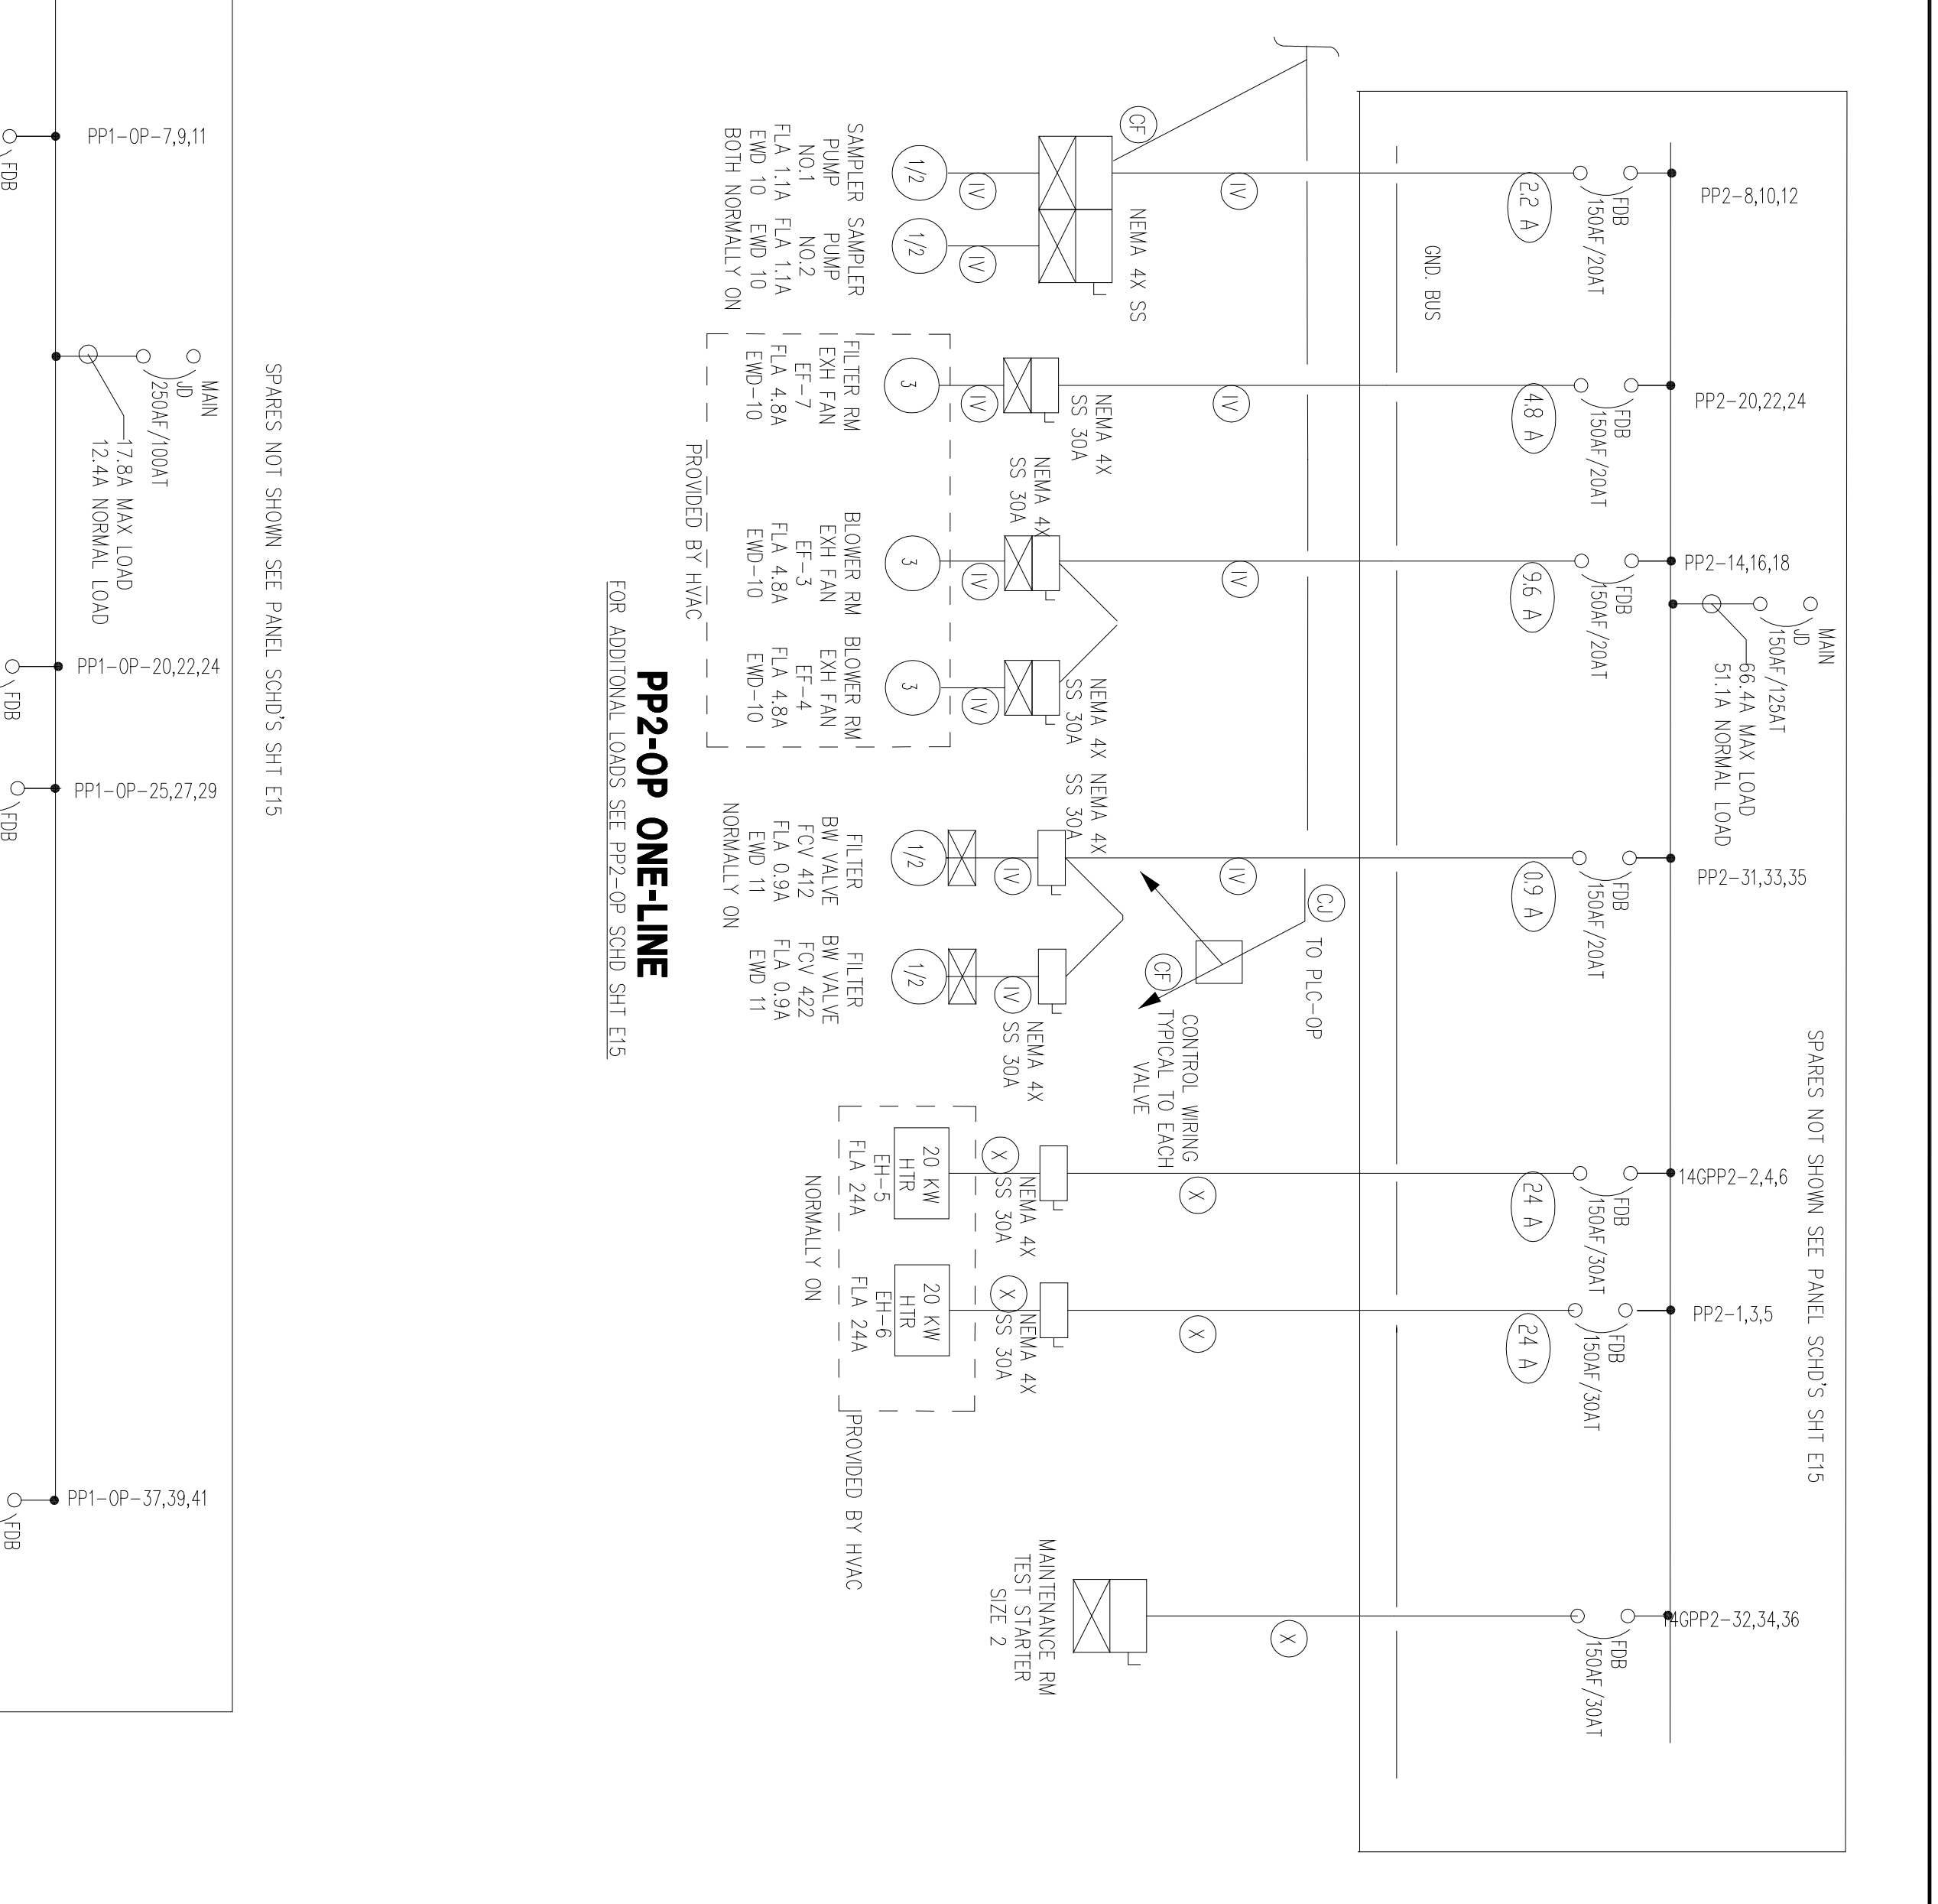 SPARES NOT SHOWN SEE PANEL SCHD'S SHT E15
MAIN
JD
150AF/125AT
66.4A MAX LOAD
51.1A NORMAL LOAD
PP2-8,10,12
FDB
150AF/20AT
2.2 A
PP2-20,22,24
FDB
150AF/20AT
4.8 A
PP2-14,16,18
FDB
150AF/20AT
9.6 A
PP2-31,33,35
FDB
150AF/20AT
0.9 A
14GPP2-2,4,6
FDB
150AF/30AT
24 A
PP2-1,3,5
FDB
150AF/30AT
24 A
14GPP2-32,34,36
FDB
150AF/30AT
GND. BUS
IV
IV
IV
IV
X
X
X
CF
NEMA 4X SS
IV
IV
1/2
1/2
SAMPLER
PUMP
NO.1
FLA 1.1A
EWD 10
SAMPLER
PUMP
NO.2
FLA 1.1A
EWD 10
BOTH NORMALLY ON
NEMA 4X
SS 30A
IV
3
FILTER RM
EXH FAN
EF-7
FLA 4.8A
EWD-10
NEMA 4X
SS 30A
IV
3
BLOWER RM
EXH FAN
EF-3
FLA 4.8A
EWD-10
NEMA 4X
SS 30A
IV
3
BLOWER RM
EXH FAN
EF-4
FLA 4.8A
EWD-10
PROVIDED BY HVAC
NEMA 4X
SS 30A
IV
1/2
FILTER
BW VALVE
FCV 412
FLA 0.9A
EWD 11
NORMALLY ON
NEMA 4X
SS 30A
IV
1/2
FILTER
BW VALVE
FCV 422
FLA 0.9A
EWD 11
CJ
TO PLC-OP
CF
CONTROL WIRING
TYPICAL TO EACH
VALVE
X
NEMA 4X
SS 30A
20 KW
HTR
EH-5
FLA 24A
X
NEMA 4X
SS 30A
20 KW
HTR
EH-6
FLA 24A
NORMALLY ON
PROVIDED BY HVAC
MAINTENANCE RM
TEST STARTER
SIZE 2
PP2-OP ONE-LINE
FOR ADDITONAL LOADS SEE PP2-OP SCHD SHT E15
SPARES NOT SHOWN SEE PANEL SCHD'S SHT E15
MAIN
JD
250AF/100AT
17.8A MAX LOAD
12.4A NORMAL LOAD
PP1-OP-7,9,11
FDB
PP1-OP-20,22,24
FDB
PP1-OP-25,27,29
FDB
PP1-OP-37,39,41
FDB